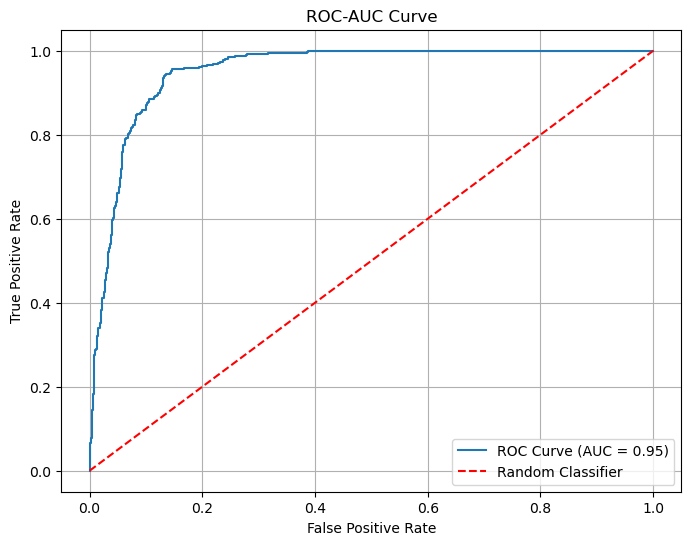 ROC-AUC Curve
True Positive Rate
1.0
0.8
0.6
0.4
0.2
0.0
0.0 0.2 0.4 0.6 0.8 1.0
False Positive Rate
ROC Curve (AUC = 0.95)
Random Classifier